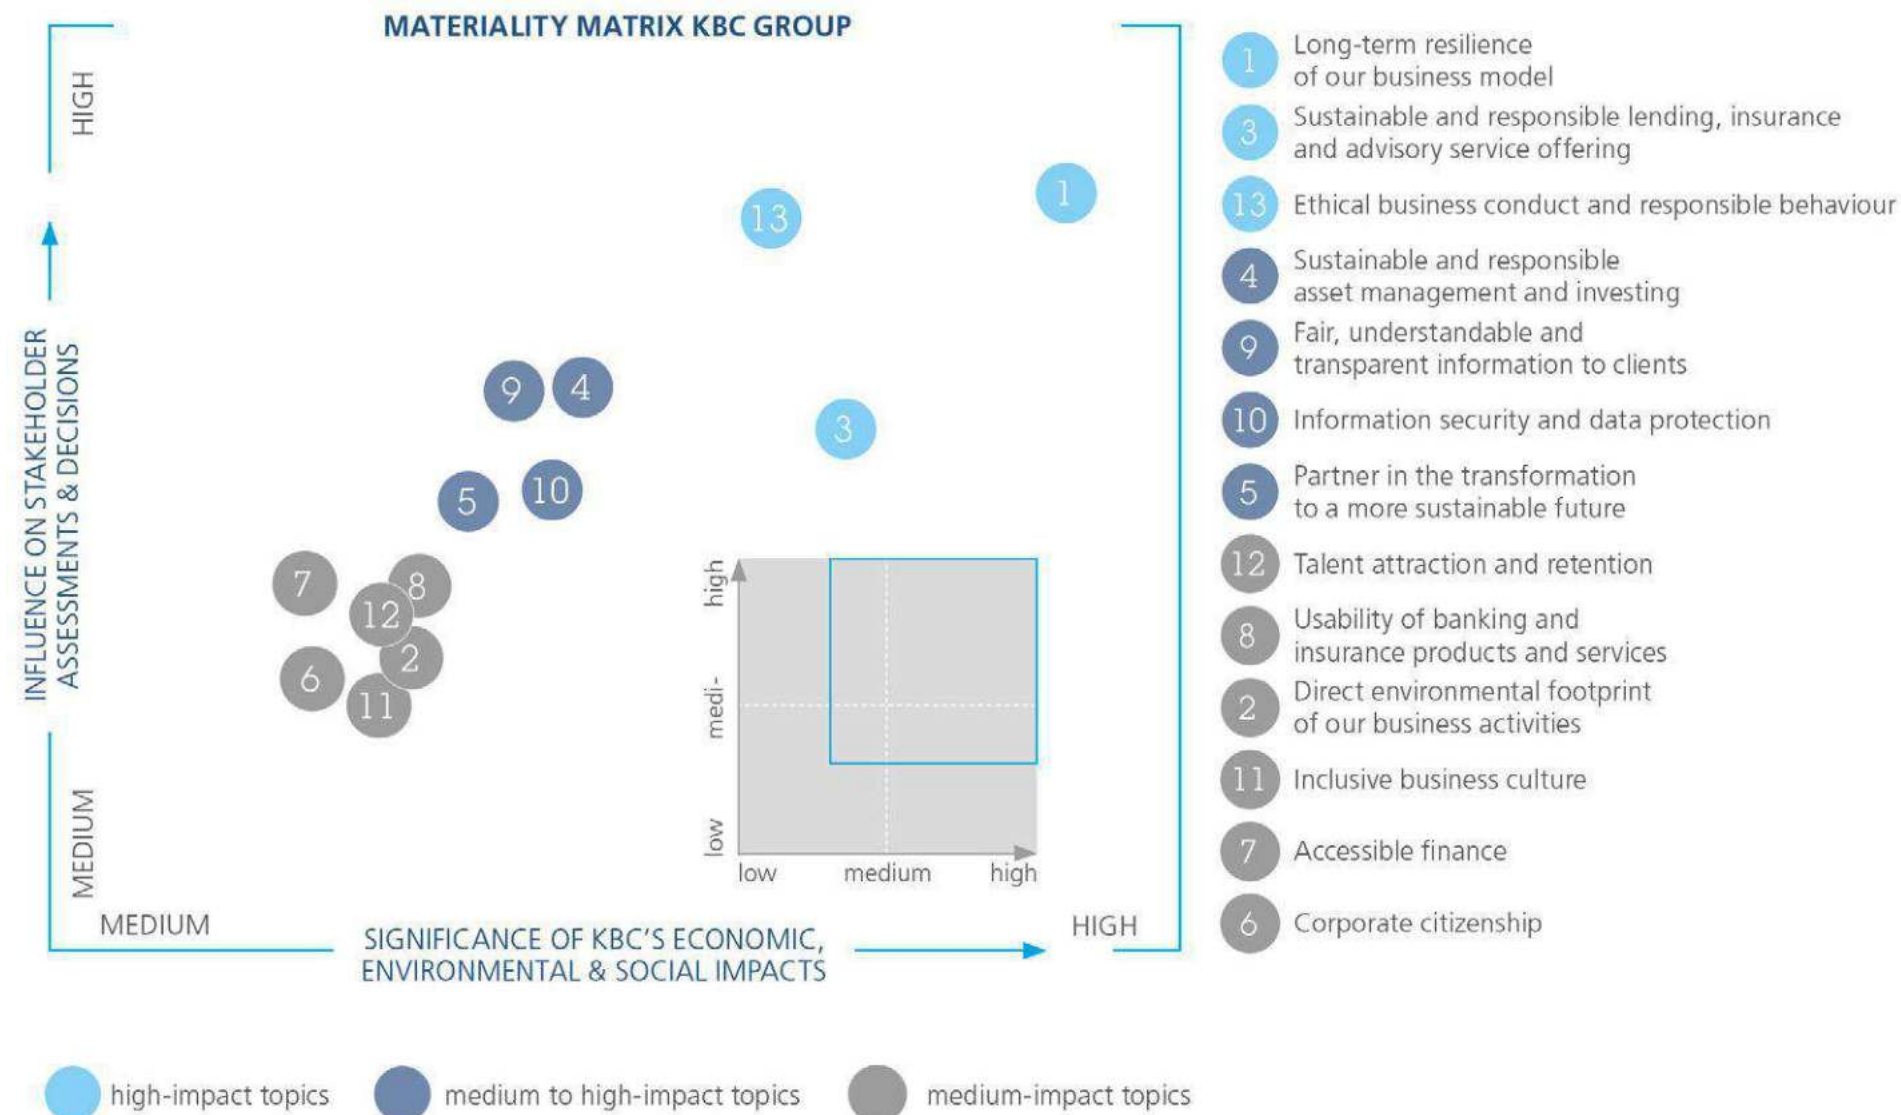 MATERIALITY MATRIX KBC GROUP
HIGH
INFLUENCE ON STAKEHOLDER
ASSESSMENTS & DECISIONS
MEDIUM
13
1
9
4
3
5
10
7
8
12
2
6
11
high
medi-
low
low
medium
high
MEDIUM
SIGNIFICANCE OF KBC'S ECONOMIC,
ENVIRONMENTAL & SOCIAL IMPACTS
HIGH
1
Long-term resilience
of our business model
3
Sustainable and responsible lending, insurance
and advisory service offering
13
Ethical business conduct and responsible behaviour
4
Sustainable and responsible
asset management and investing
9
Fair, understandable and
transparent information to clients
10
Information security and data protection
5
Partner in the transformation
to a more sustainable future
12
Talent attraction and retention
8
Usability of banking and
insurance products and services
2
Direct environmental footprint
of our business activities
11
Inclusive business culture
7
Accessible finance
6
Corporate citizenship
high-impact topics
medium to high-impact topics
medium-impact topics